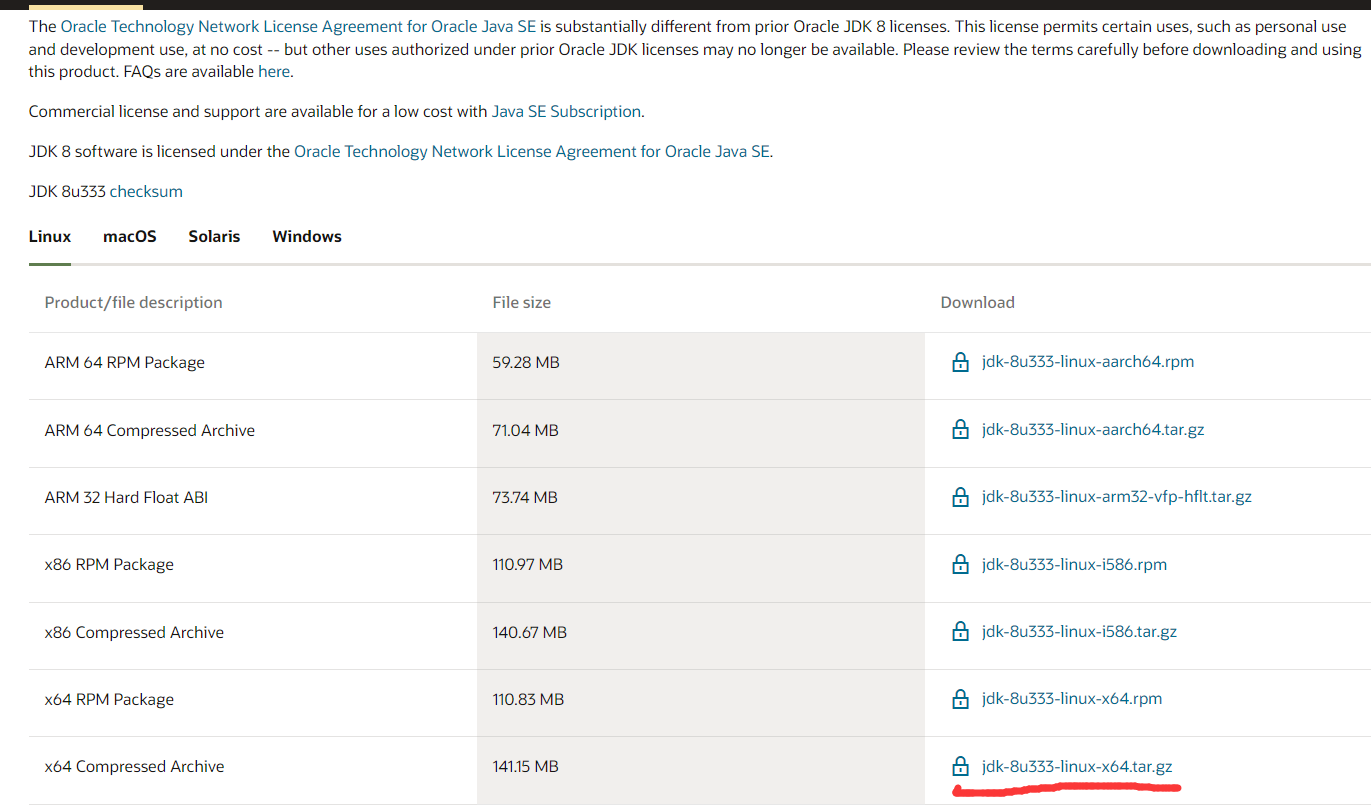 The Oracle Technology Network License Agreement for Oracle Java SE is substantially different from prior Oracle JDK 8 licenses. This license permits certain uses, such as personal use
and development use, at no cost -- but other uses authorized under prior Oracle JDK licenses may no longer be available. Please review the terms carefully before downloading and using
this product. FAQs are available here.
Commercial license and support are available for a low cost with Java SE Subscription.
JDK 8 software is licensed under the Oracle Technology Network License Agreement for Oracle Java SE.
JDK 8u333 checksum
Linux macOS Solaris Windows
Product/file description File size Download
ARM 64 RPM Package 59.28 MB jdk-8u333-linux-aarch64.rpm
ARM 64 Compressed Archive 71.04 MB jdk-8u333-linux-aarch64.tar.gz
ARM 32 Hard Float ABI 73.74 MB jdk-8u333-linux-arm32-vfp-hflt.tar.gz
x86 RPM Package 110.97 MB jdk-8u333-linux-i586.rpm
x86 Compressed Archive 140.67 MB jdk-8u333-linux-i586.tar.gz
x64 RPM Package 110.83 MB jdk-8u333-linux-x64.rpm
x64 Compressed Archive 141.15 MB jdk-8u333-linux-x64.tar.gz